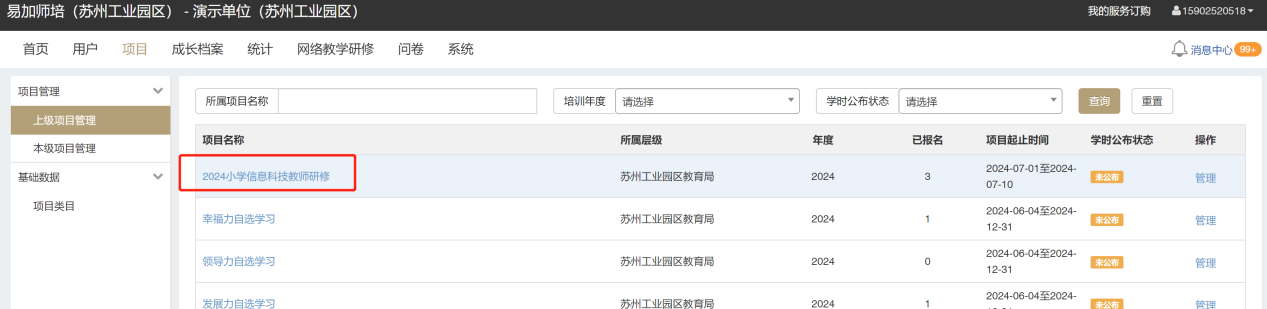 易加师培（苏州工业园区） - 演示单位（苏州工业园区） 我的服务订购 15902520518
首页 用户 项目 成长档案 统计 网络教学研修 问卷 系统 消息中心 99+
项目管理
上级项目管理
本级项目管理
基础数据
项目类目
所属项目名称 培训年度 请选择 学时公布状态 请选择 查询 重置
项目名称 所属层级 年度 已报名 项目起止时间 学时公布状态 操作
2024小学信息科技教师研修 苏州工业园区教育局 2024 3 2024-07-01至2024-
07-10 未公布 管理
幸福力自选学习 苏州工业园区教育局 2024 1 2024-06-04至2024-
12-31 未公布 管理
领导力自选学习 苏州工业园区教育局 2024 0 2024-06-04至2024-
12-31 未公布 管理
发展力自选学习 苏州工业园区教育局 2024 1 2024-06-04至2024-
未公布 管理